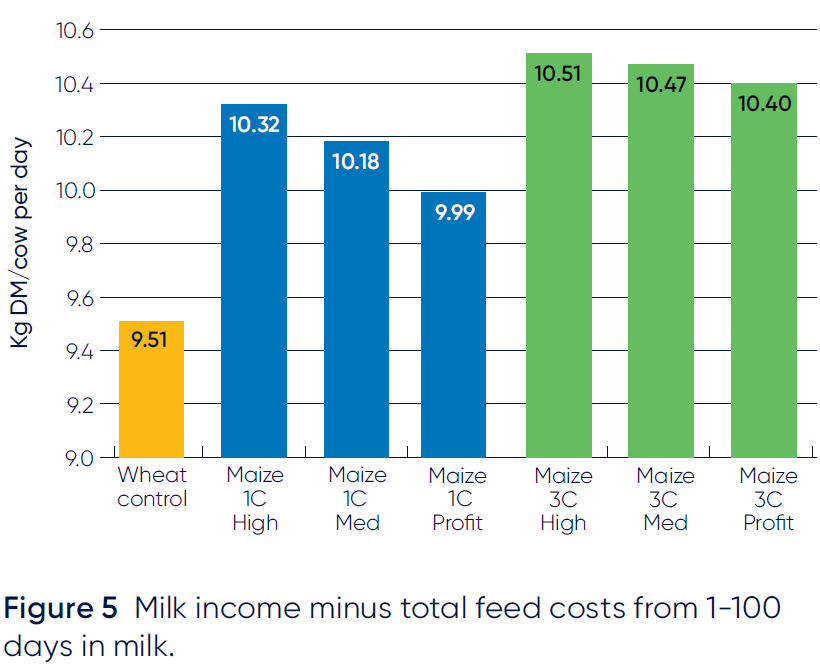 Kg DM/cow per day
10.6
10.4
10.2
10.0
9.8
9.6
9.4
9.2
9.0
9.51
10.32
10.18
9.99
10.51
10.47
10.40
Wheat
control
Maize
1C
High
Maize
1C
Med
Maize
1C
Profit
Maize
3C
High
Maize
3C
Med
Maize
3C
Profit
Figure 5 Milk income minus total feed costs from 1-100
days in milk.